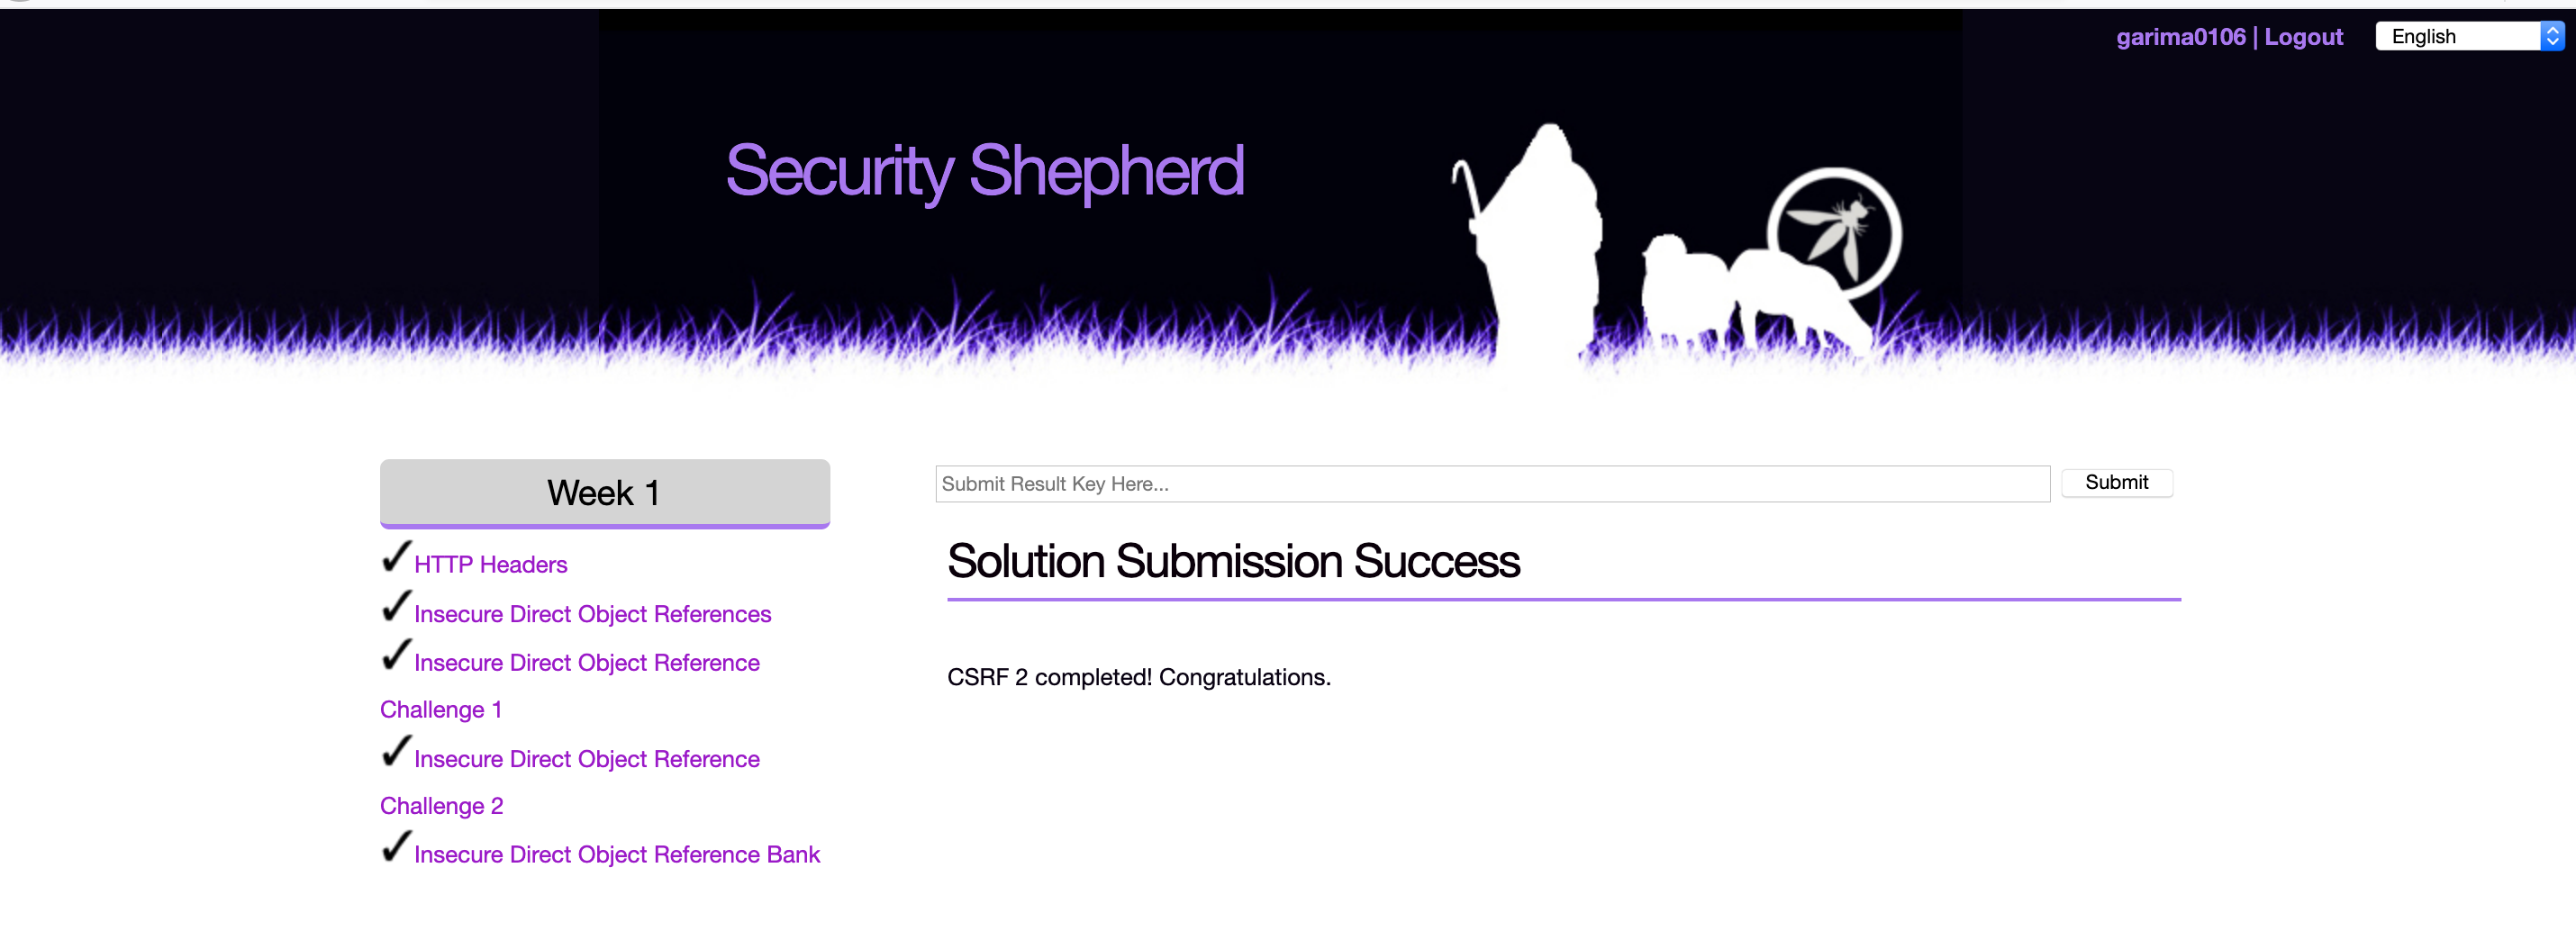 garima0106 | Logout
English
Security Shepherd
Week 1
Submit Result Key Here...
Submit
HTTP Headers
Insecure Direct Object References
Insecure Direct Object Reference
Challenge 1
Insecure Direct Object Reference
Challenge 2
Insecure Direct Object Reference Bank
Solution Submission Success
CSRF 2 completed! Congratulations.